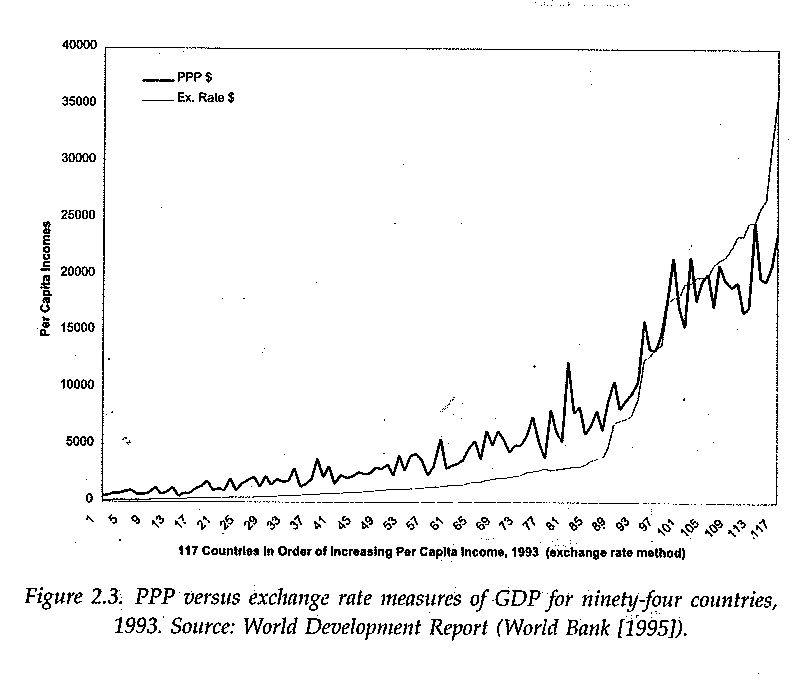 40000
PPP $
Ex. Rate $
35000
30000
25000
20000
15000
10000
5000
0
Per Capita Incomes
1 5 9 13 17 21 25 29 33 37 41 45 49 53 57 61 65 69 73 77 81 85 89 93 97 101 105 109 113 117
117 Countries in Order of Increasing Per Capita Income, 1993 (exchange rate method)
Figure 2.3. PPP versus exchange rate measures of GDP for ninety-four countries,
1993. Source: World Development Report (World Bank [1995]).